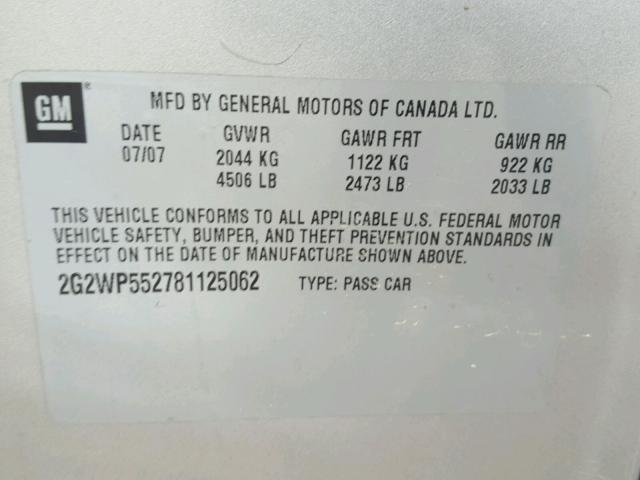 GM® MFD BY GENERAL MOTORS OF CANADA LTD.
DATE GVWR GAWR FRT GAWR RR
07/07 2044 KG 1122 KG 922 KG
4506 LB 2473 LB 2033 LB
THIS VEHICLE CONFORMS TO ALL APPLICABLE U.S. FEDERAL MOTOR
VEHICLE SAFETY, BUMPER, AND THEFT PREVENTION STANDARDS IN
EFFECT ON THE DATE OF MANUFACTURE SHOWN ABOVE.
2G2WP552781125062 TYPE: PASS CAR